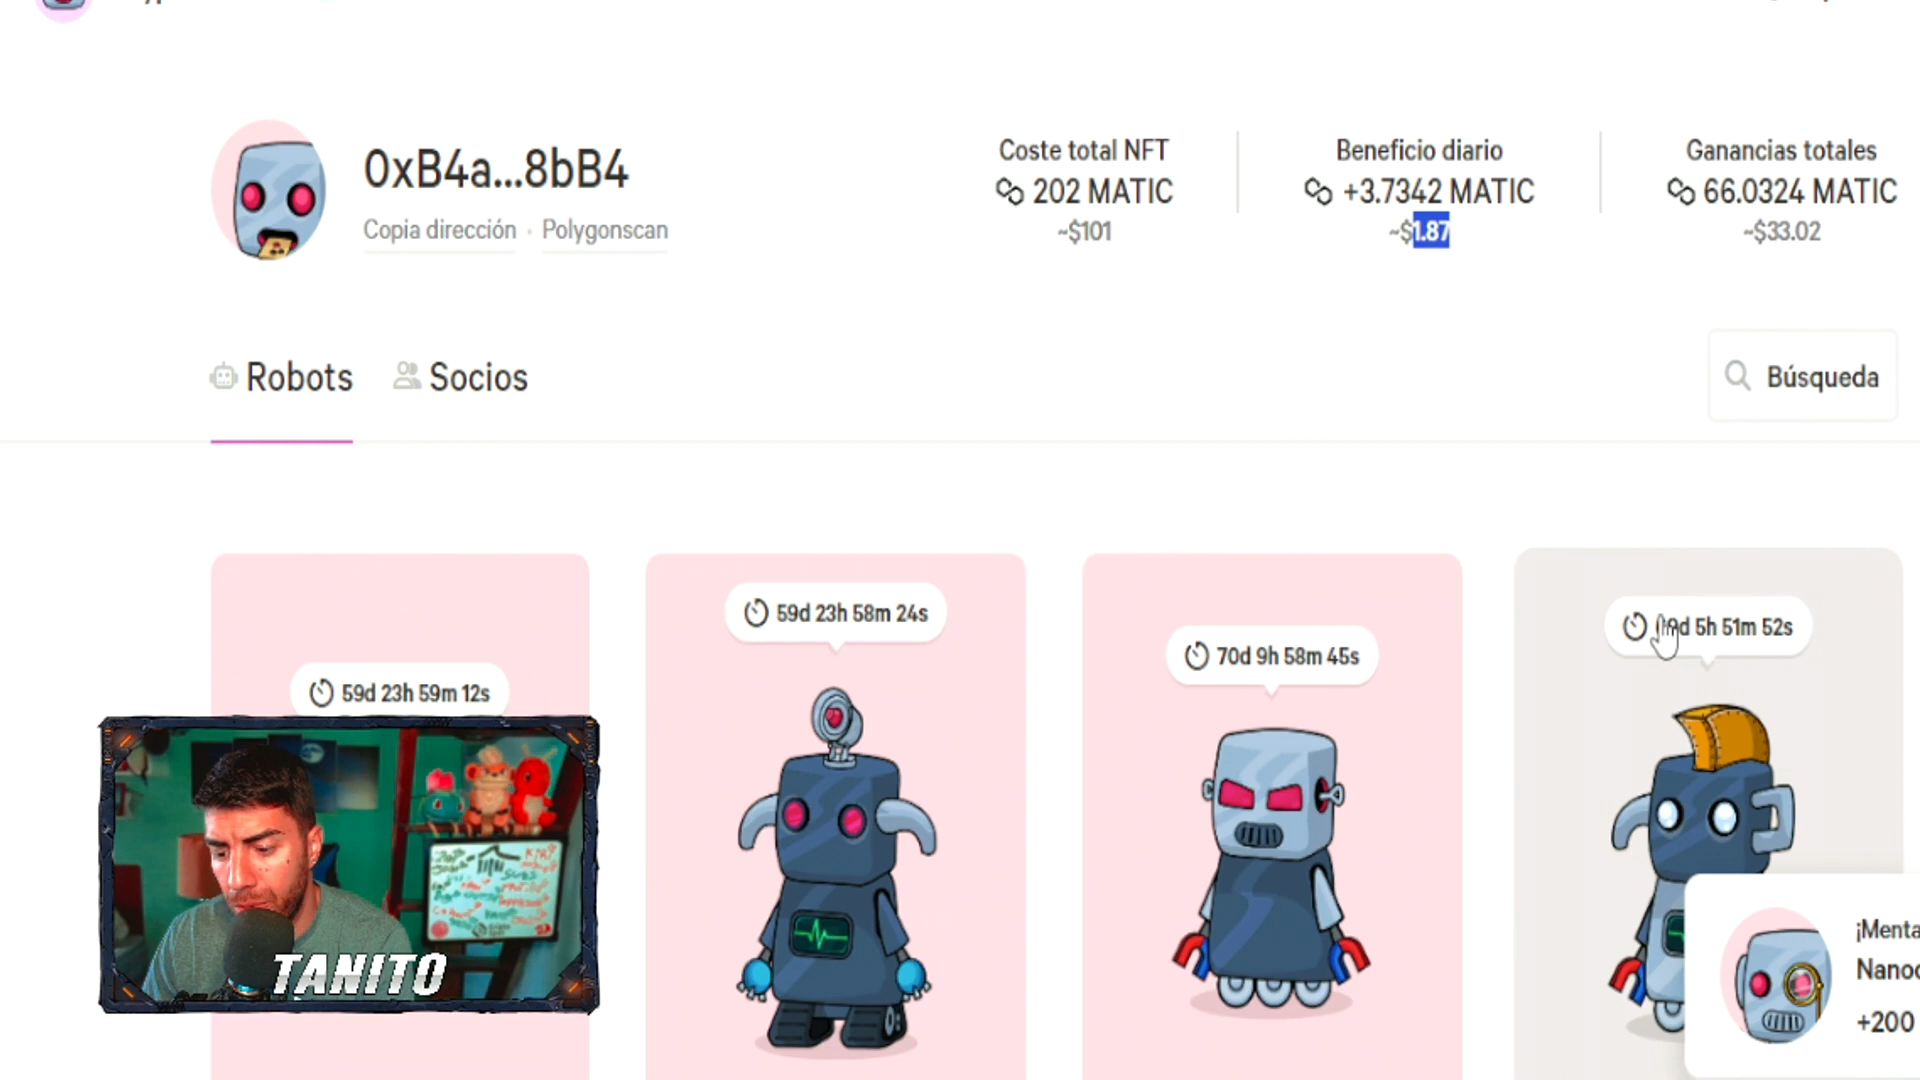 0xB4a...8bB4
Copia dirección · Polygonscan
Coste total NFT
202 MATIC
~$101
Beneficio diario
+3.7342 MATIC
~$1.87
Ganancias totales
66.0324 MATIC
~$33.02
Robots
Socios
Búsqueda
59d 23h 59m 12s
59d 23h 58m 24s
70d 9h 58m 45s
9d 5h 51m 52s
TANITO
¡Menta
Nanoc
+200